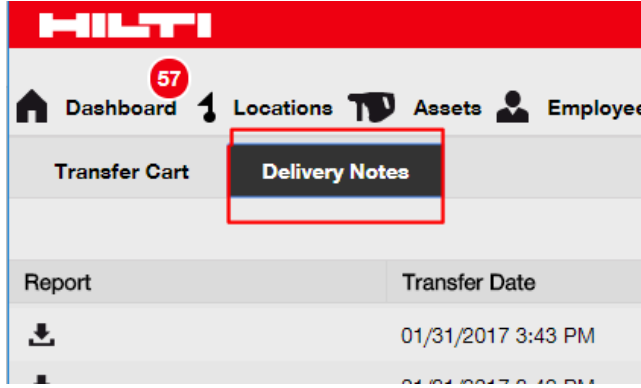 HILTI
57
Dashboard Locations Assets Employee
Transfer Cart Delivery Notes
Report Transfer Date
01/31/2017 3:43 PM